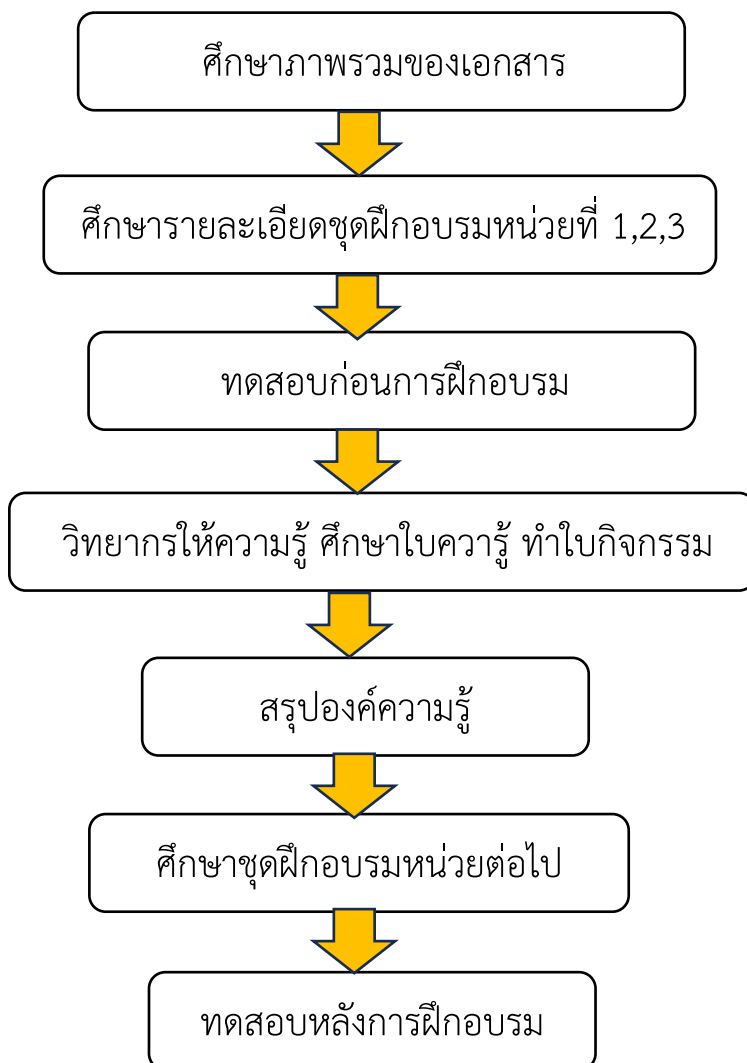 ศึกษาภาพรวมของเอกสาร
ศึกษารายละเอียดชุดฝึกอบรมหน่วยที่ 1,2,3
ทดสอบก่อนการฝึกอบรม
วิทยากรให้ความรู้ ศึกษาใบควารู้ ทำใบกิจกรรม
สรุปองค์ความรู้
ศึกษาชุดฝึกอบรมหน่วยต่อไป
ทดสอบหลังการฝึกอบรม